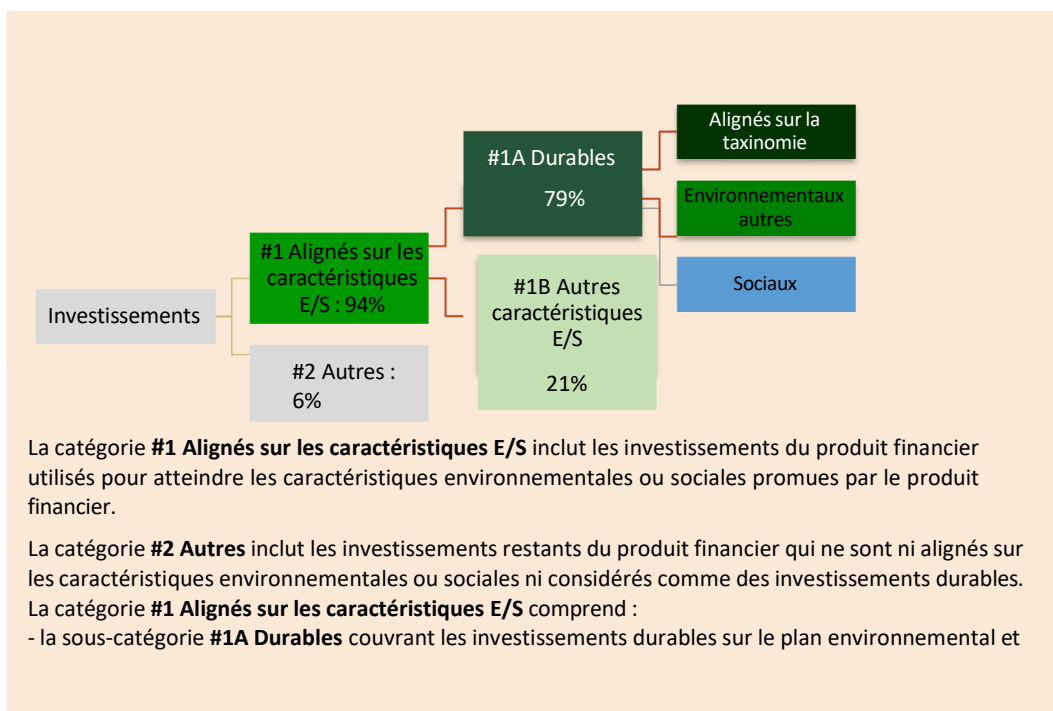 Alignés sur la
taxinomie
#1A Durables
79%
Environnementaux
autres
#1 Alignés sur les
caractéristiques
E/S : 94%
Sociaux
#1B Autres
caractéristiques
E/S
21%
Investissements
#2 Autres :
6%
La catégorie #1 Alignés sur les caractéristiques E/S inclut les investissements du produit financier
utilisés pour atteindre les caractéristiques environnementales ou sociales promues par le produit
financier.
La catégorie #2 Autres inclut les investissements restants du produit financier qui ne sont ni alignés sur
les caractéristiques environnementales ou sociales ni considérés comme des investissements durables.
La catégorie #1 Alignés sur les caractéristiques E/S comprend :
- la sous-catégorie #1A Durables couvrant les investissements durables sur le plan environnemental et